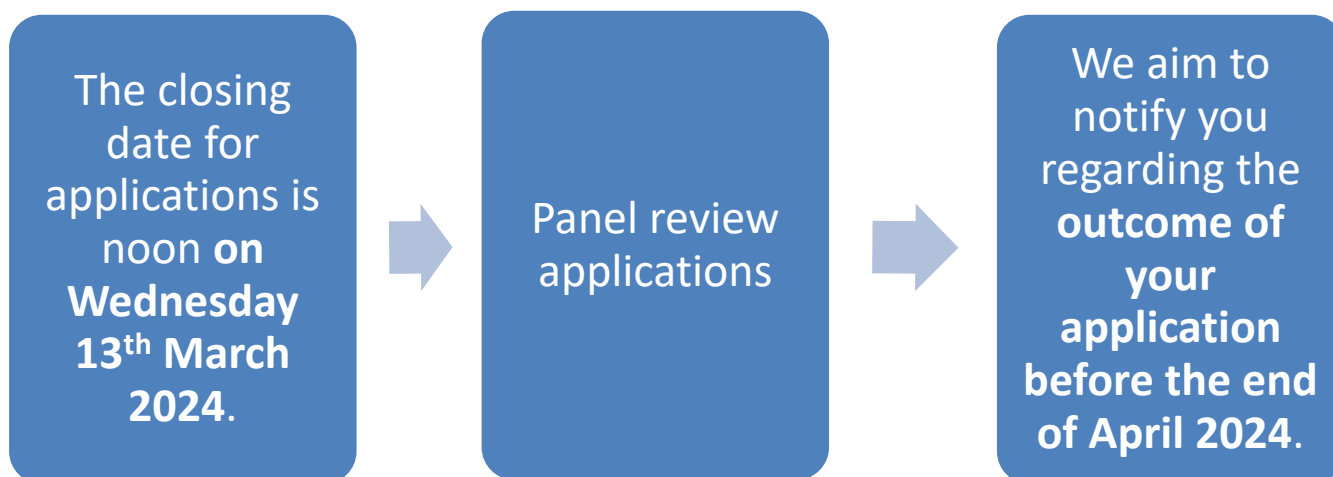 The closing
date for
applications is
noon on
Wednesday
13th March
2024.
Panel review
applications
We aim to
notify you
regarding the
outcome of
your
application
before the end
of April 2024.